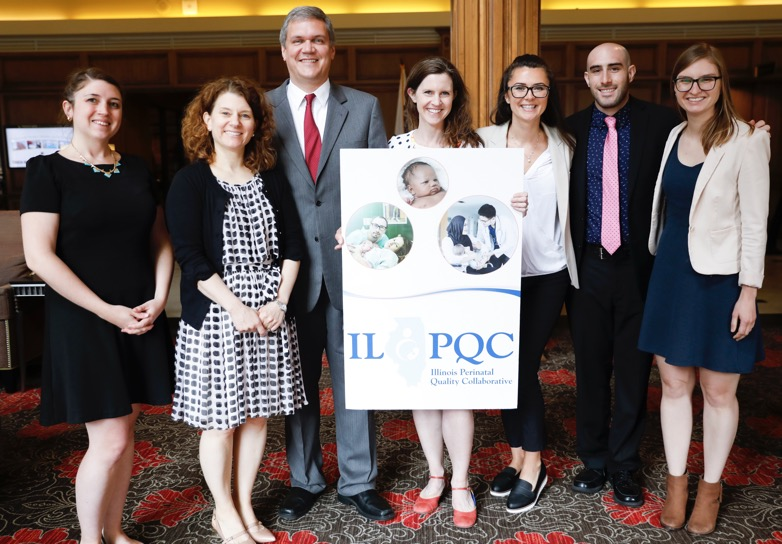 IL PQC
Illinois Perinatal
Quality Collaborative